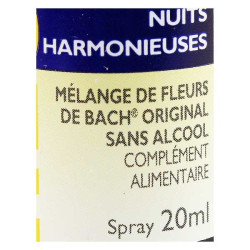 NUITS
HARMONIEUSES
MÉLANGE DE FLEURS
DE BACH® ORIGINAL
SANS ALCOOL
COMPLÉMENT
ALIMENTAIRE
Spray 20ml